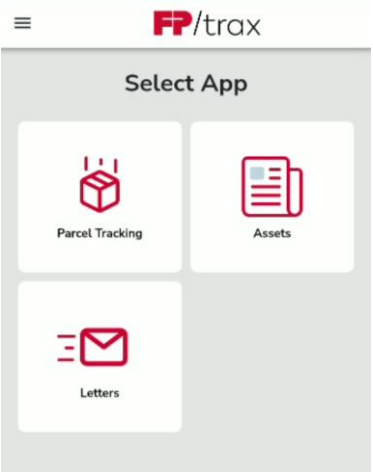 FP/trax
Select App
Parcel Tracking
Assets
Letters